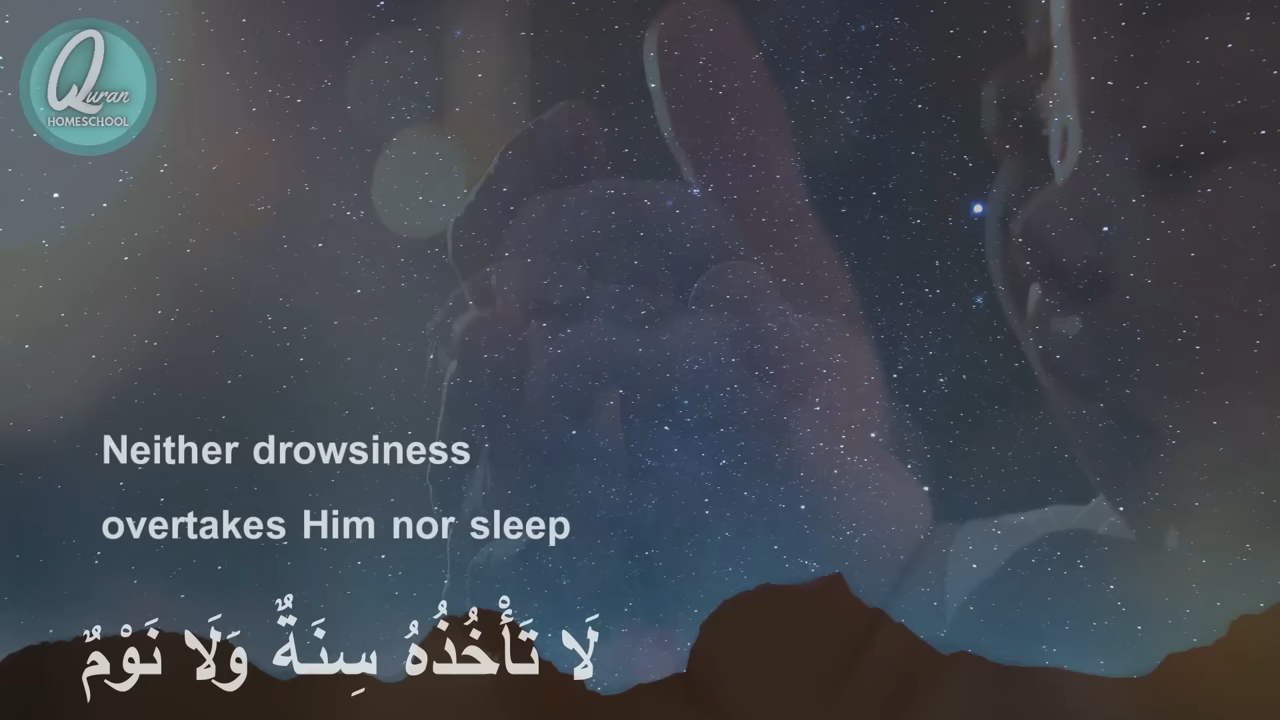 Quran
HOMESCHOOL
Neither drowsiness
overtakes Him nor sleep
لَا تَأْخُذُهُ سِنَةٌ وَلَا نَوْمٌ